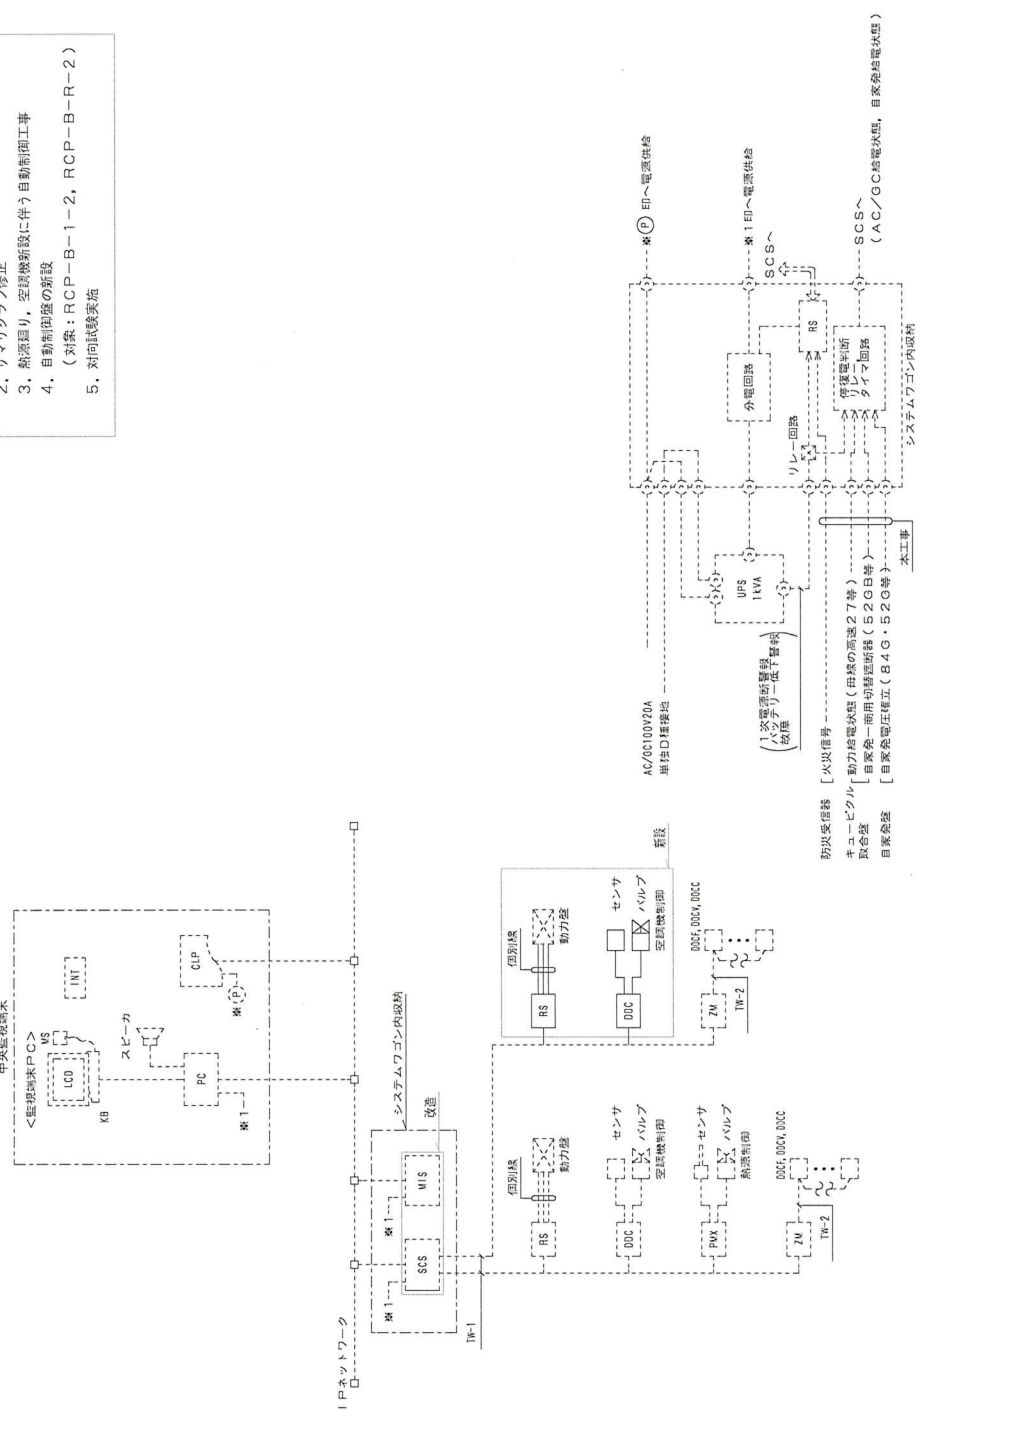 3．熱源廻り，空調機新設に伴う自動制御工事
4．自動制御盤の新設
（対象：ＲＣＰ－Ｂ－１－２，ＲＣＰ－Ｂ－Ｒ－２）
5．対向試験実施
中央監視端末
＜監視端末ＰＣ＞
MS
LCD
KB
INT
スピーカ
PC
※１
CLP
※Ⓟ
ＩＰネットワーク
システムワゴン内収納
改造
※１
SCS
※１
MIS
TW-1
個別線
RS
動力盤
DDC
センサ
バルブ
空調機制御
PMX
センサ
バルブ
熱源制御
ZM
TW-2
DDCF, DDCV, DDCC
新設
個別線
RS
動力盤
DDC
センサ
バルブ
空調機制御
ZM
TW-2
DDCF, DDCV, DDCC
AC/GC100V20A
単独Ｄ種接地
UPS
1kVA
１次電源断警報
バッテリー低下警報
故障
防災受信器［火災信号
キュービクル［動力給電状態（母線の高速２７等）
取合盤［自家発－商用切替遮断器（５２ＧＢ等）
自家発盤［自家発電圧確立（８４Ｇ・５２Ｇ等）
本工事
分電回路
リレー回路
RS
停復電判断
リレー，
タイマ回路
システムワゴン内収納
※Ⓟ印へ電源供給
※１印へ電源供給
ＳＣＳへ
ＳＣＳへ
（ＡＣ／ＧＣ給電状態，自家発給電状態）